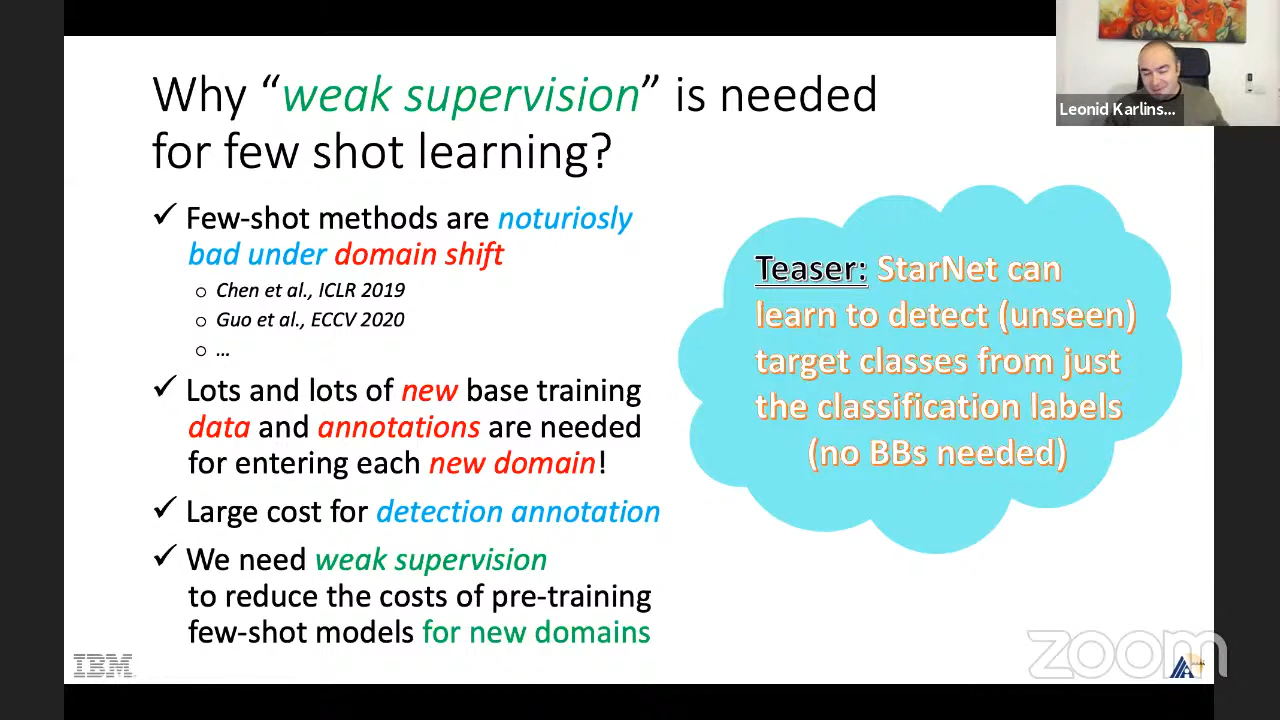 Why “weak supervision” is needed
for few shot learning?
✓ Few-shot methods are noturiosly
bad under domain shift
o Chen et al., ICLR 2019
o Guo et al., ECCV 2020
o ...
✓ Lots and lots of new base training
data and annotations are needed
for entering each new domain!
✓ Large cost for detection annotation
✓ We need weak supervision
to reduce the costs of pre-training
few-shot models for new domains
Teaser: StarNet can
learn to detect (unseen)
target classes from just
the classification labels
(no BBs needed)
Leonid Karlins...
IBM
zoom